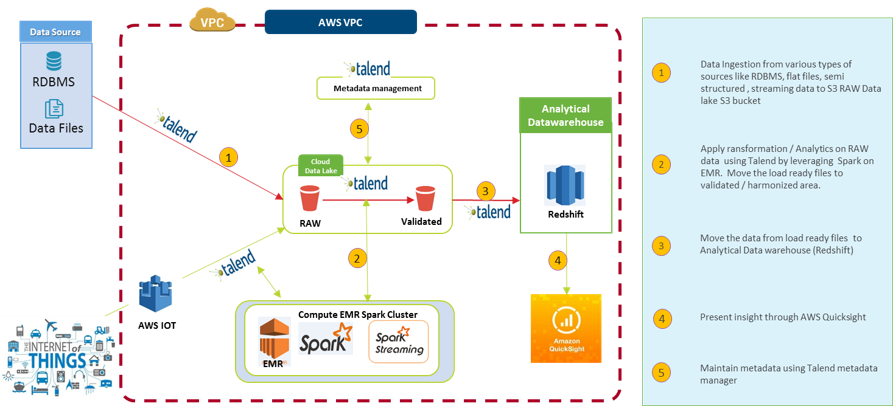 VPC
AWS VPC
Data Source
RDBMS
Data Files
talend
1
talend
Metadata management
5
Cloud
Data Lake
talend
RAW
Validated
3
talend
Analytical
Datawarehouse
Redshift
2
4
talend
AWS IOT
Compute EMR Spark Cluster
EMR
Spark
Spark
Streaming
Amazon
QuickSight
THE INTERNET of
THINGS
1
Data Ingestion from various types of
sources like RDBMS, flat files, semi
structured , streaming data to S3 RAW Data
lake S3 bucket
2
Apply ransformation / Analytics on RAW
data using Talend by leveraging Spark on
EMR. Move the load ready files to
validated / harmonized area.
3
Move the data from load ready files to
Analytical Data warehouse (Redshift)
4
Present insight through AWS Quicksight
5
Maintain metadata using Talend metadata
manager